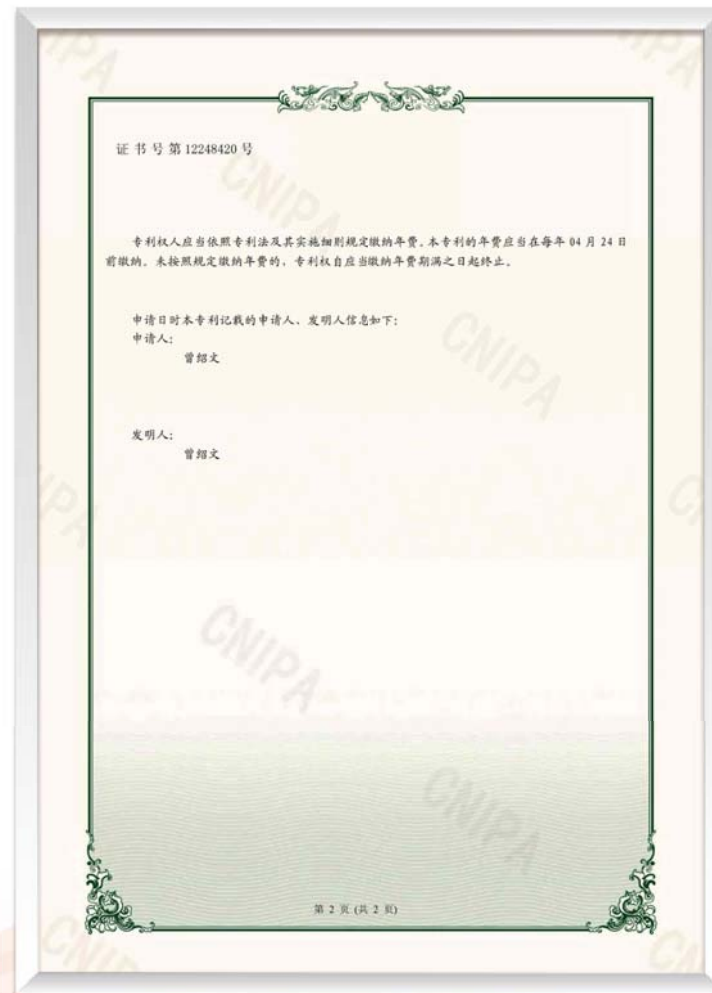 证书号第12248420号
专利权人应当依照专利法及其实施细则规定缴纳年费。本专利的年费应当在每年 04 月 24 日
前缴纳。未按照规定缴纳年费的，专利权自应当缴纳年费期满之日起终止。
申请日时本专利记载的申请人、发明人信息如下：
申请人：
曾绍文
发明人：
曾绍文
第 2 页 (共 2 页)
CNIPA
CNIPA
CNIPA
CNIPA